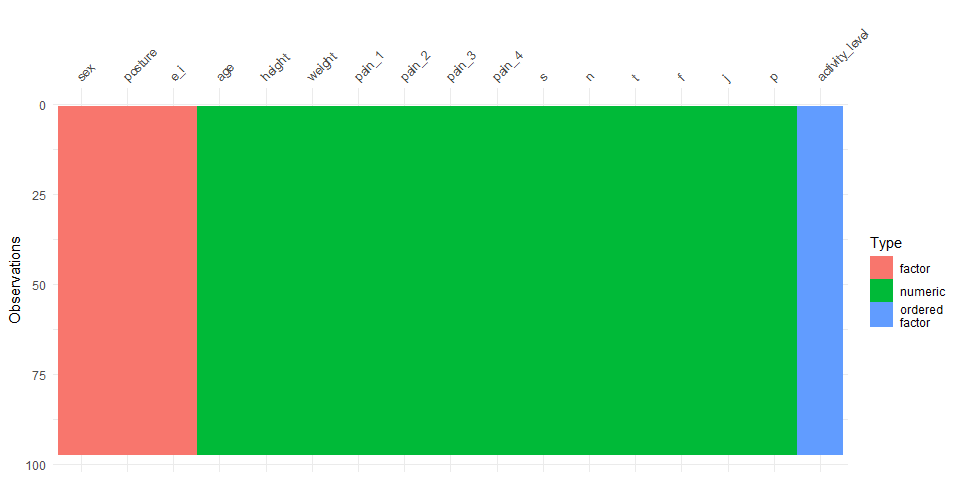 sex
posture
e_i
age
height
weight
pain_1
pain_2
pain_3
pain_4
s
n
t
f
j
p
activity_level
0
25
50
75
100
Observations
Type
factor
numeric
ordered
factor